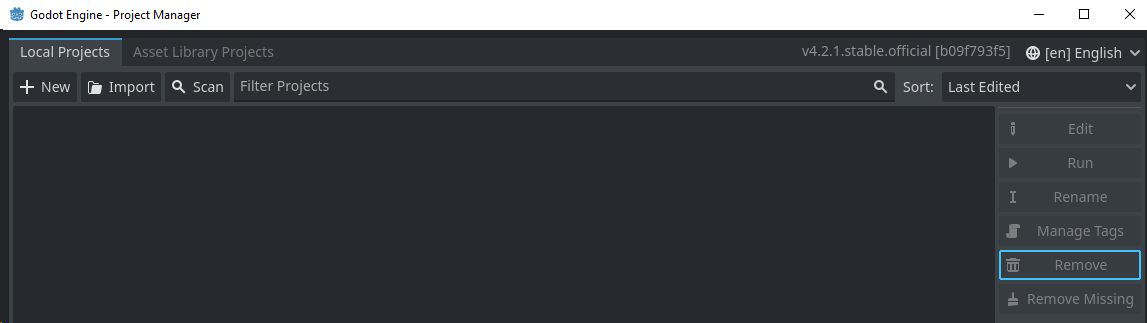 Godot Engine - Project Manager
Local Projects Asset Library Projects v4.2.1.stable.official [b09f793f5] [en] English
New Import Scan Filter Projects Sort: Last Edited
Edit
Run
Rename
Manage Tags
Remove
Remove Missing